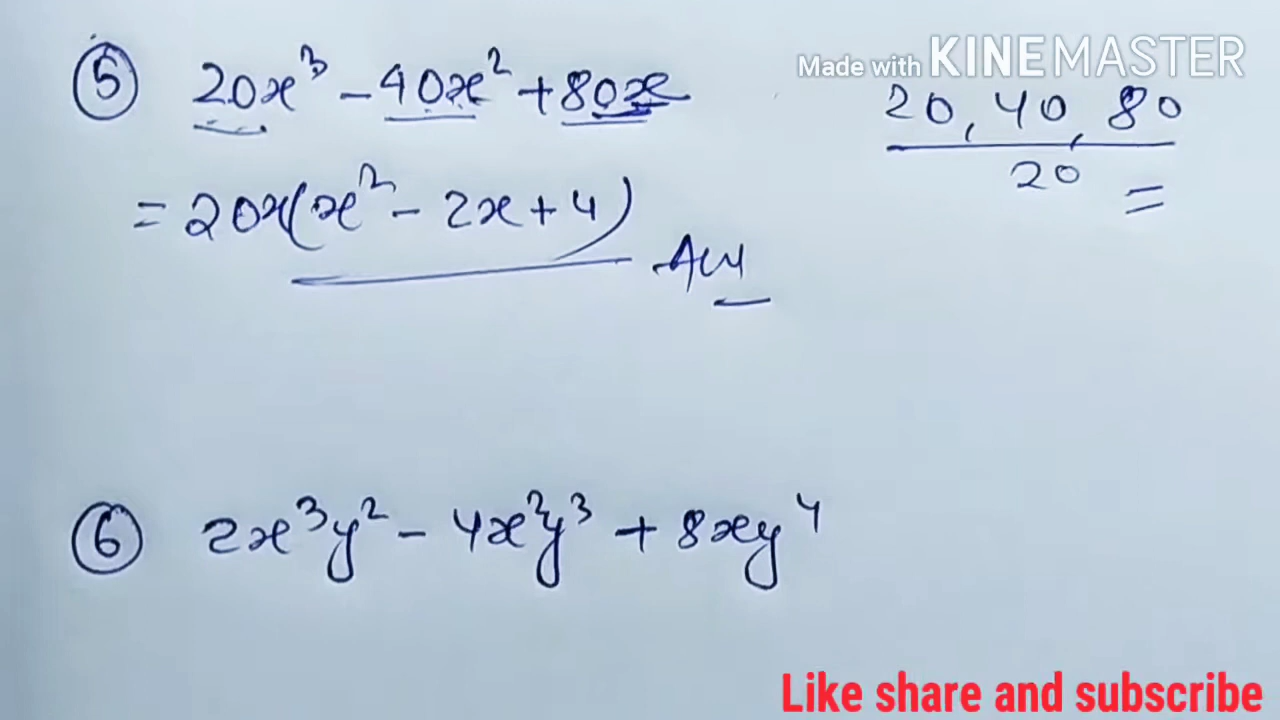 Made with KINEMASTER
⑤ 20x³ - 40x² + 80x
20, 40, 80
20 =
= 20x(x² - 2x + 4)
⑥ 2x³y² - 4x²y³ + 8xy⁴
Like share and subscribe